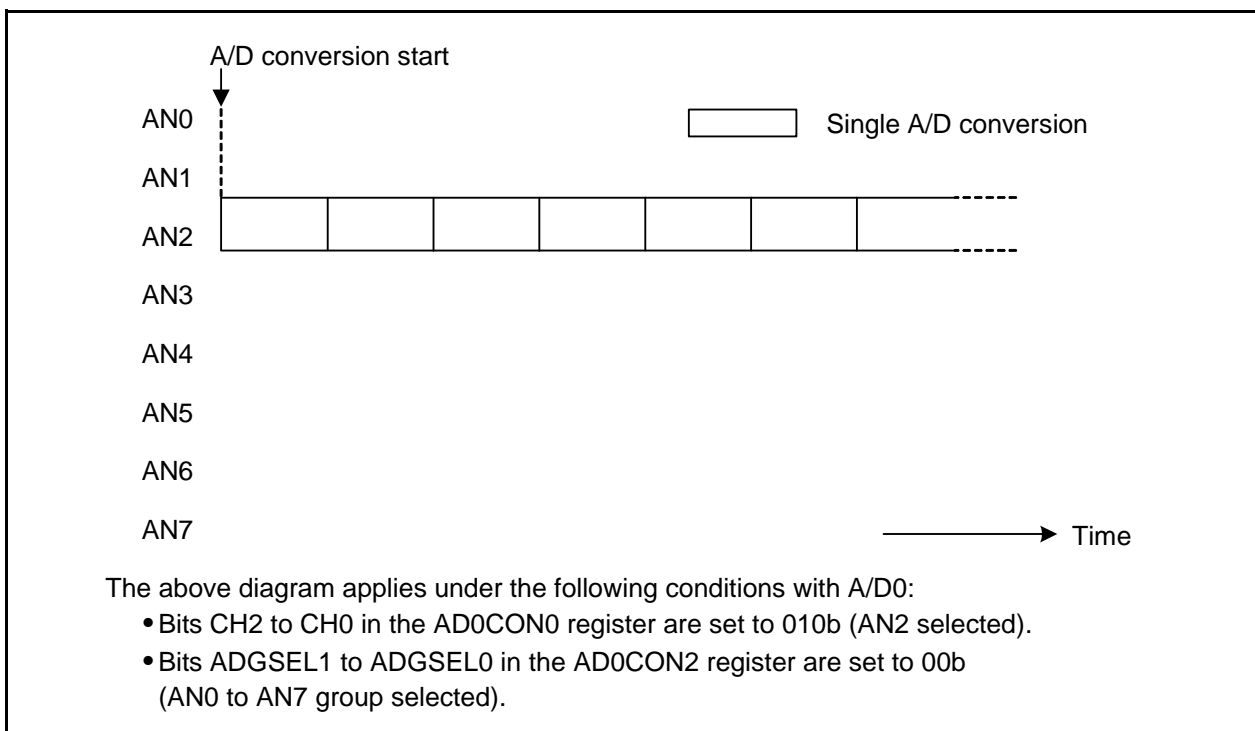 A/D conversion start
AN0
Single A/D conversion
AN1
AN2
AN3
AN4
AN5
AN6
AN7
Time
The above diagram applies under the following conditions with A/D0:
•Bits CH2 to CH0 in the AD0CON0 register are set to 010b (AN2 selected).
•Bits ADGSEL1 to ADGSEL0 in the AD0CON2 register are set to 00b
(AN0 to AN7 group selected).